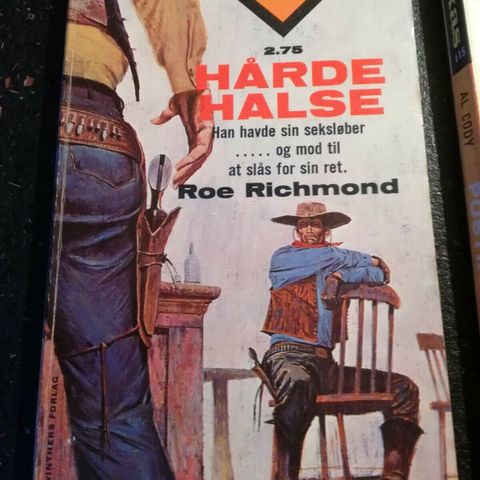 2.75
HÅRDE
HALSE
Han havde sin seksløber
..... og mod til
at slås for sin ret.
Roe Richmond
WINTHERS FORLAG
AL CODY